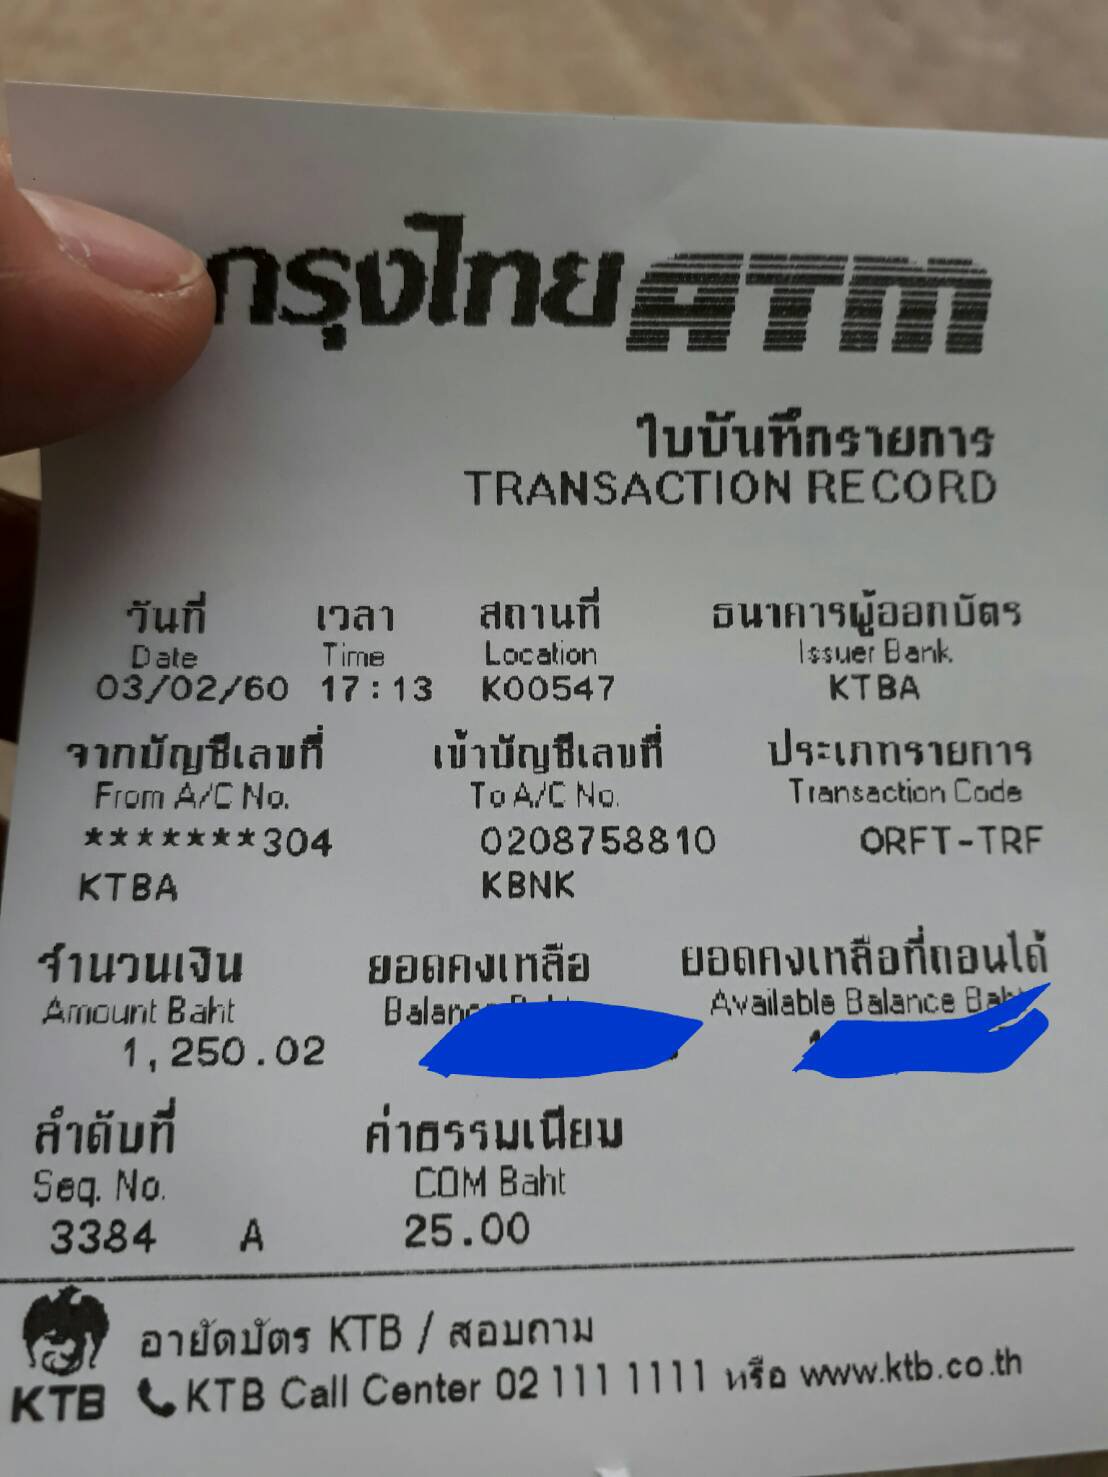 กรุงไทย ATM
ใบบันทึกรายการ
TRANSACTION RECORD
วันที่ เวลา สถานที่ ธนาคารผู้ออกบัตร
Date Time Location Issuer Bank.
03/02/60 17:13 K00547 KTBA
จากบัญชีเลขที่ เข้าบัญชีเลขที่ ประเภทรายการ
From A/C No. To A/C No. Transaction Code
*******304 0208758810 ORFT-TRF
KTBA KBNK
จำนวนเงิน ยอดคงเหลือ ยอดคงเหลือที่ถอนได้
Amount Baht Balance Baht Available Balance Baht
1,250.02
ลำดับที่ ค่าธรรมเนียม
Seq. No. COM Baht
3384 A 25.00
อายัดบัตร KTB / สอบถาม
KTB KTB Call Center 02 111 1111 หรือ www.ktb.co.th